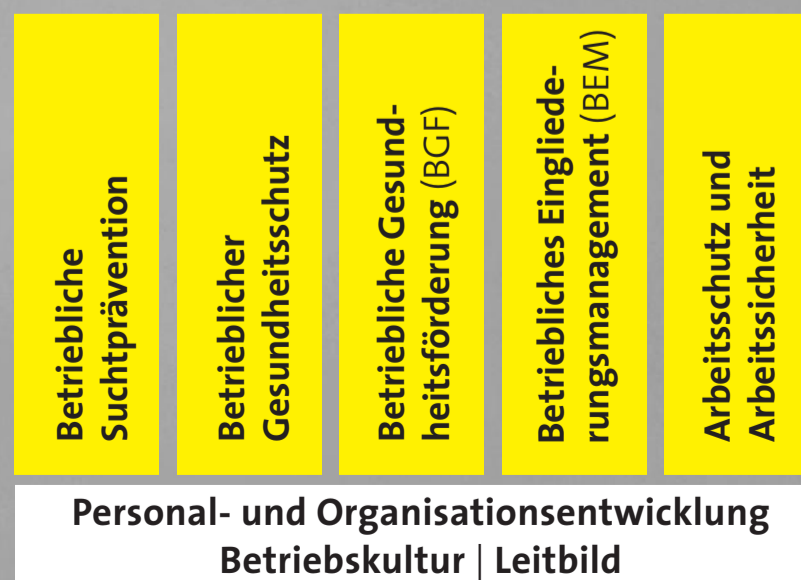 Betriebliche
Suchtprävention
Betrieblicher
Gesundheitsschutz
Betriebliche Gesund-
heitsförderung (BGF)
Betriebliches Eingliede-
rungsmanagement (BEM)
Arbeitsschutz und
Arbeitssicherheit
Personal- und Organisationsentwicklung
Betriebskultur | Leitbild